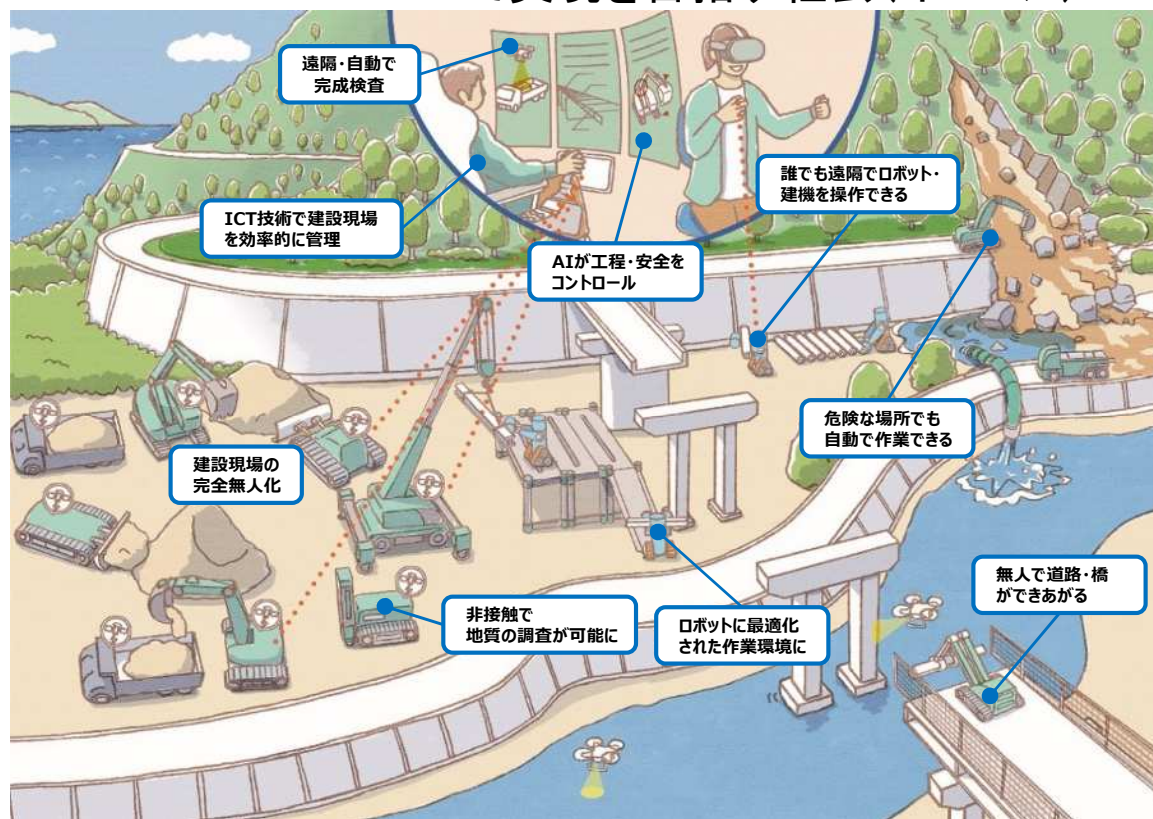 遠隔・自動で
完成検査
ICT技術で建設現場
を効率的に管理
AIが工程・安全を
コントロール
誰でも遠隔でロボット・
建機を操作できる
危険な場所でも
自動で作業できる
建設現場の
完全無人化
非接触で
地質の調査が可能に
ロボットに最適化
された作業環境に
無人で道路・橋
ができあがる